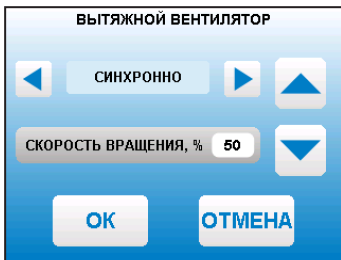 ВЫТЯЖНОЙ ВЕНТИЛЯТОР
СИНХРОННО
СКОРОСТЬ ВРАЩЕНИЯ, % 50
ОК ОТМЕНА